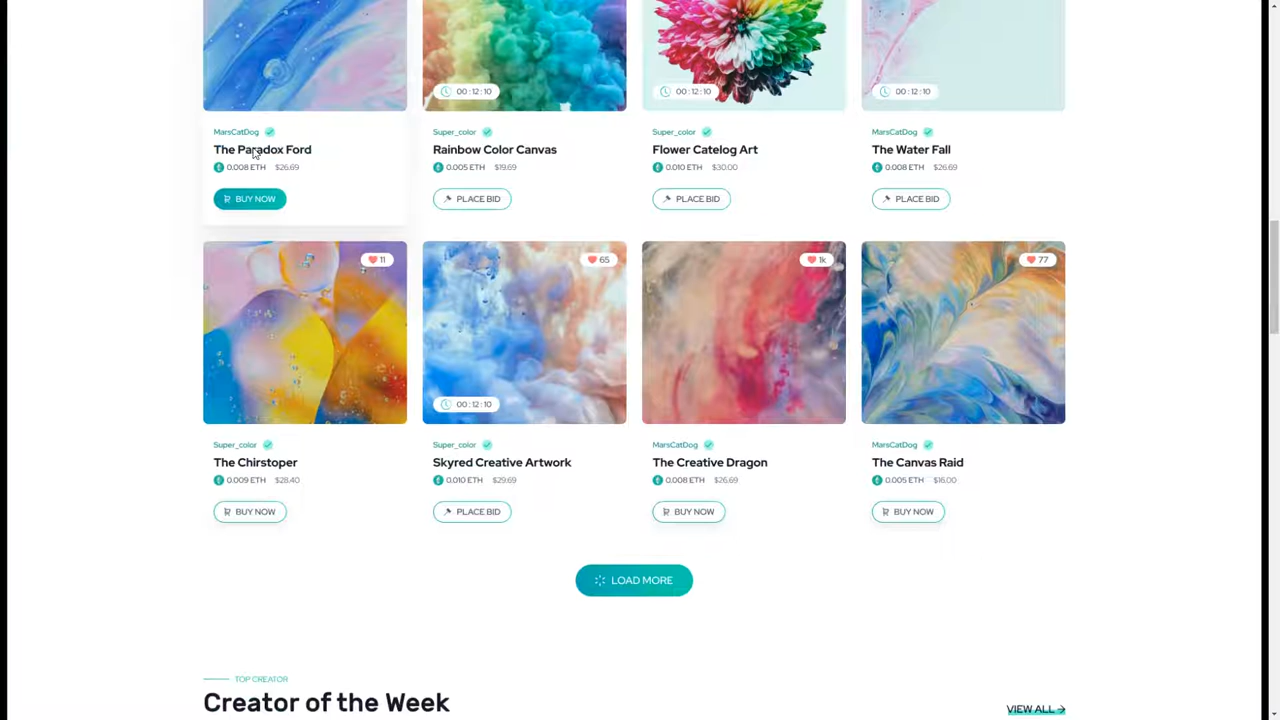 00 : 12 : 10
00 : 12 : 10
00 : 12 : 10
MarsCatDog
The Paradox Ford
0.008 ETH $26.69
BUY NOW
Super_color
Rainbow Color Canvas
0.005 ETH $19.69
PLACE BID
Super_color
Flower Catelog Art
0.010 ETH $30.00
PLACE BID
MarsCatDog
The Water Fall
0.008 ETH $26.69
PLACE BID
11
65
1k
77
00 : 12 : 10
Super_color
The Chirstoper
0.009 ETH $28.40
BUY NOW
Super_color
Skyred Creative Artwork
0.010 ETH $29.69
PLACE BID
MarsCatDog
The Creative Dragon
0.008 ETH $26.69
BUY NOW
MarsCatDog
The Canvas Raid
0.005 ETH $16.00
BUY NOW
LOAD MORE
TOP CREATOR
Creator of the Week
VIEW ALL →